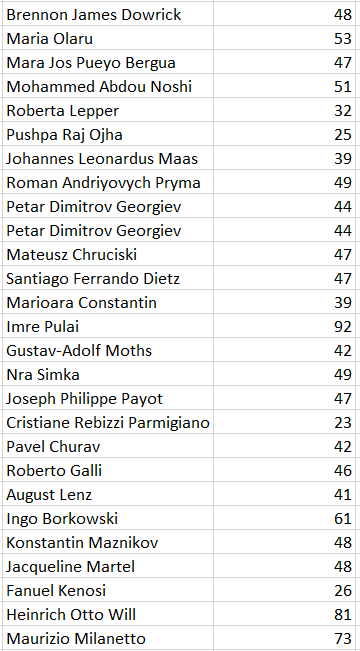 Brennon James Dowrick 48
Maria Olaru 53
Mara Jos Pueyo Bergua 47
Mohammed Abdou Noshi 51
Roberta Lepper 32
Pushpa Raj Ojha 25
Johannes Leonardus Maas 39
Roman Andriyovych Pryma 49
Petar Dimitrov Georgiev 44
Petar Dimitrov Georgiev 44
Mateusz Chruciski 47
Santiago Ferrando Dietz 47
Marioara Constantin 39
Imre Pulai 92
Gustav-Adolf Moths 42
Nra Simka 49
Joseph Philippe Payot 47
Cristiane Rebizzi Parmigiano 23
Pavel Churav 42
Roberto Galli 46
August Lenz 41
Ingo Borkowski 61
Konstantin Maznikov 48
Jacqueline Martel 48
Fanuel Kenosi 26
Heinrich Otto Will 81
Maurizio Milanetto 73